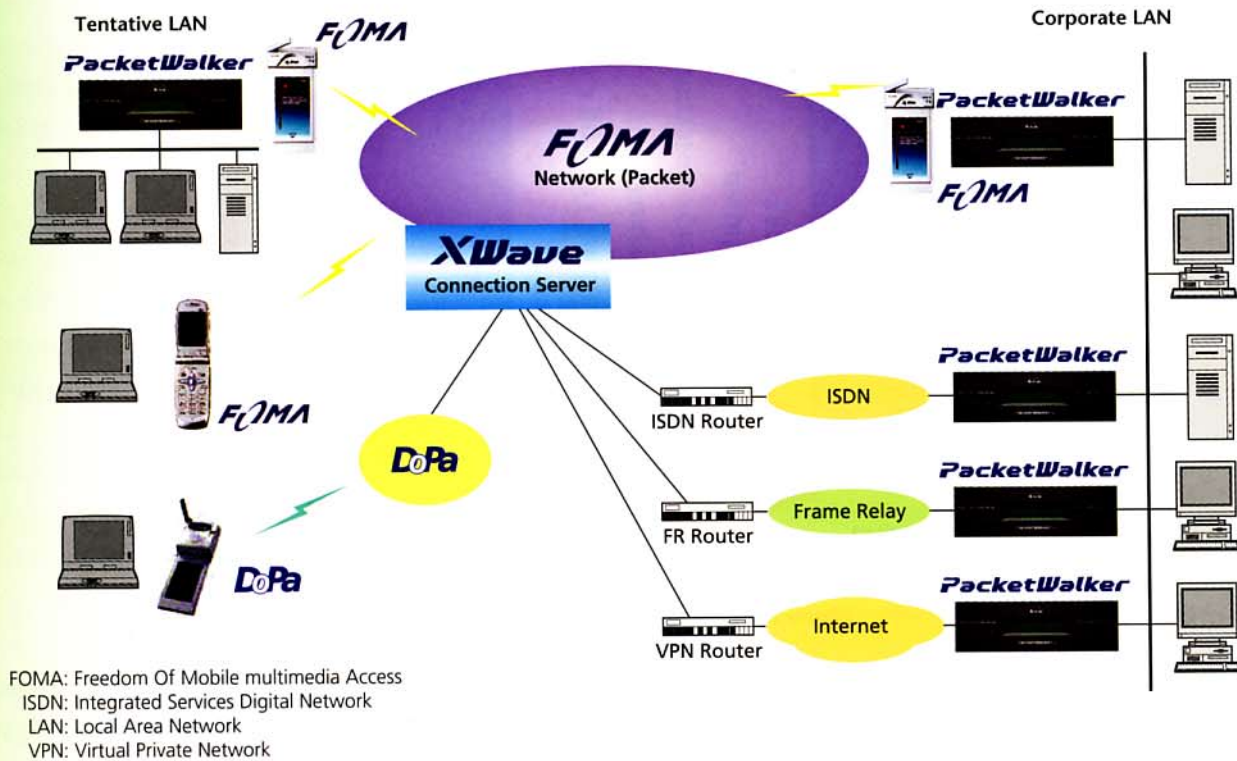 Tentative LAN
Corporate LAN
FOMA
PacketWalker
PacketWalker
FOMA
Network (Packet)
FOMA
XWave
Connection Server
FOMA
PacketWalker
ISDN
ISDN Router
DoPa
PacketWalker
Frame Relay
FR Router
DoPa
PacketWalker
Internet
VPN Router
FOMA: Freedom Of Mobile multimedia Access
ISDN: Integrated Services Digital Network
LAN: Local Area Network
VPN: Virtual Private Network